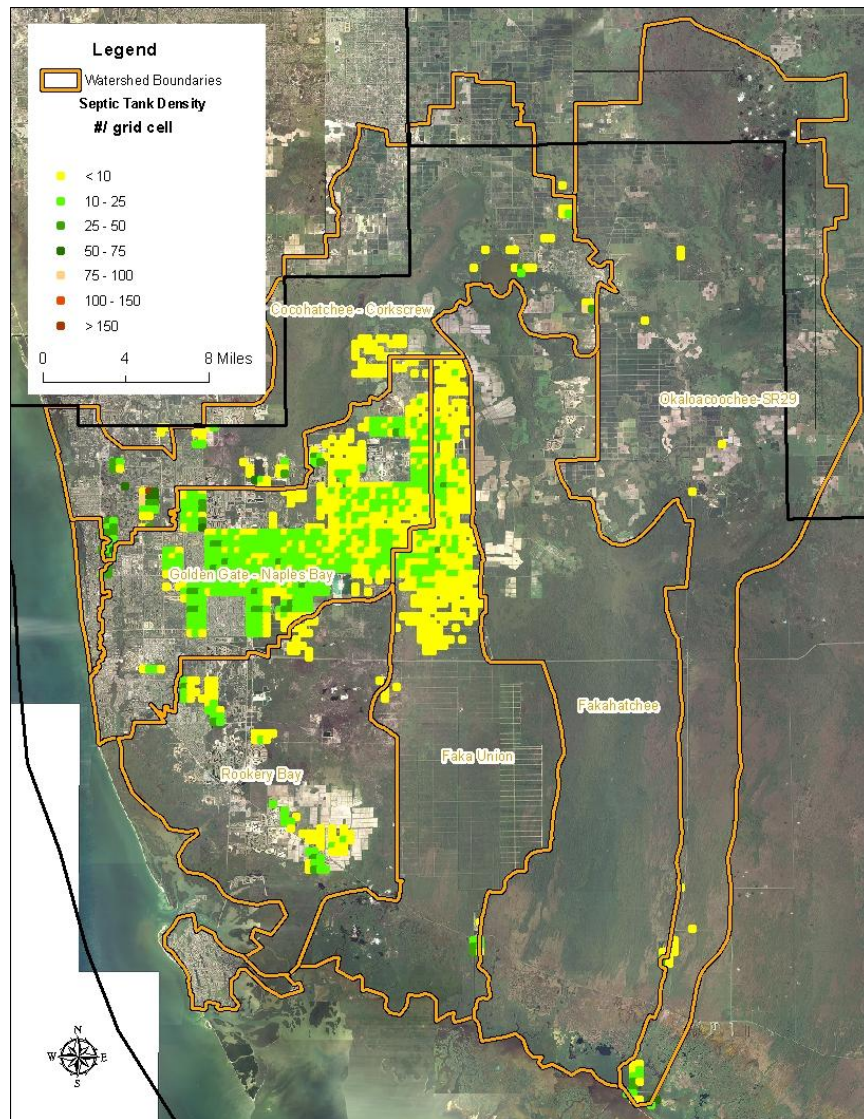 Legend
Watershed Boundaries
Septic Tank Density
#/ grid cell
< 10
10 - 25
25 - 50
50 - 75
75 - 100
100 - 150
> 150
0 4 8 Miles
Cocohatchee - Corkscrew
Okaloacoochee-SR29
Golden Gate - Naples Bay
Fakahatchee
Faka Union
Rookery Bay
N
W E
S